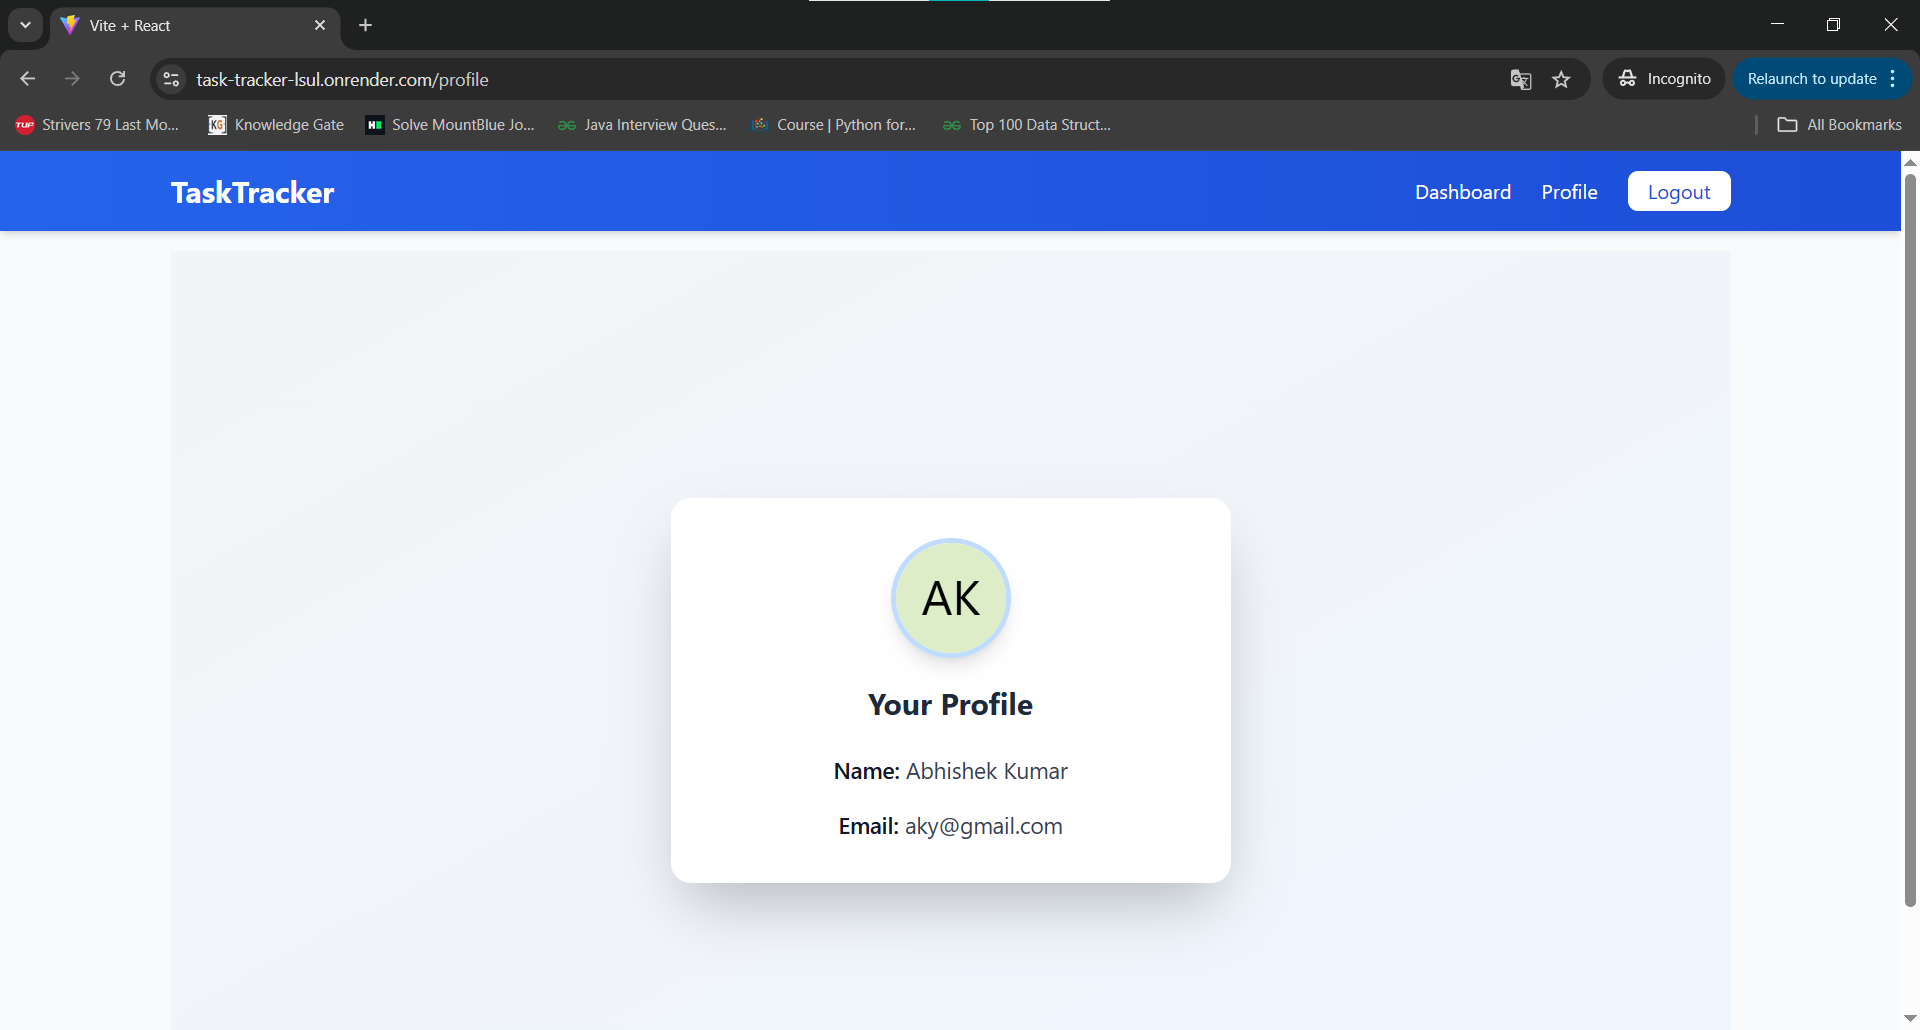 Vite + React
task-tracker-lsul.onrender.com/profile
Incognito
Relaunch to update
TUF Strivers 79 Last Mo...
KG Knowledge Gate
H Solve MountBlue Jo...
Java Interview Ques...
Course | Python for...
Top 100 Data Struct...
All Bookmarks
TaskTracker
Dashboard
Profile
Logout
AK
Your Profile
Name: Abhishek Kumar
Email: aky@gmail.com